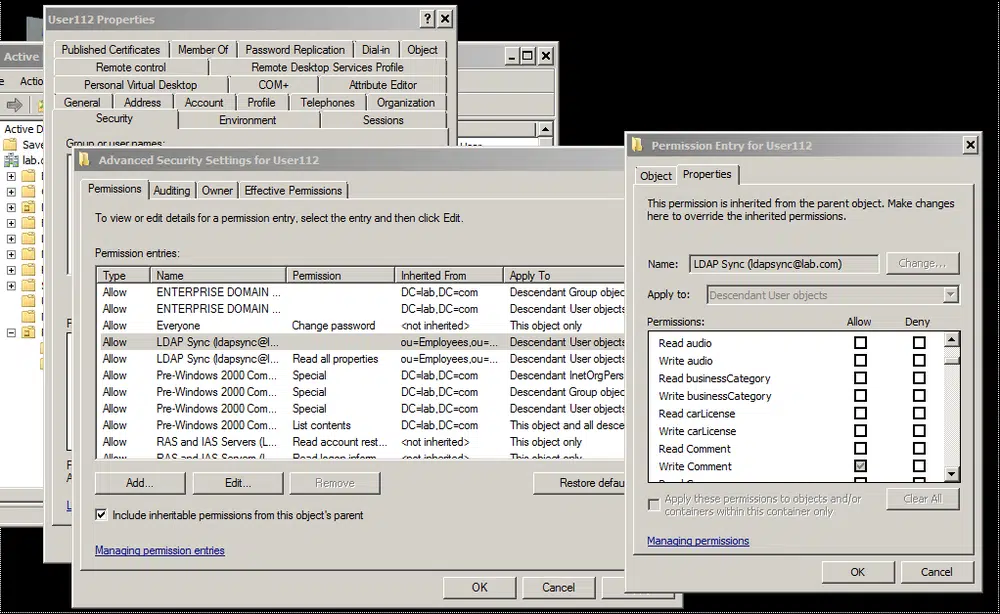 User112 Properties
Published Certificates Member Of Password Replication Dial-in Object
Remote control Remote Desktop Services Profile
Personal Virtual Desktop COM+ Attribute Editor
General Address Account Profile Telephones Organization
Security Environment Sessions
Group or user names:
Active
Actio
Active D
Save
lab.c
Advanced Security Settings for User112
Permissions Auditing Owner Effective Permissions
To view or edit details for a permission entry, select the entry and then click Edit.
Permission entries:
Type Name Permission Inherited From Apply To
Allow ENTERPRISE DOMAIN ... DC=lab,DC=com Descendant Group objec
Allow ENTERPRISE DOMAIN ... DC=lab,DC=com Descendant User objects
Allow Everyone Change password <not inherited> This object only
Allow LDAP Sync (ldapsync@l... ou=Employees,ou=... Descendant User objects
Allow LDAP Sync (ldapsync@l... Read all properties ou=Employees,ou=... Descendant User objects
Allow Pre-Windows 2000 Com... Special DC=lab,DC=com Descendant InetOrgPers
Allow Pre-Windows 2000 Com... Special DC=lab,DC=com Descendant Group objec
Allow Pre-Windows 2000 Com... Special DC=lab,DC=com Descendant User objects
Allow Pre-Windows 2000 Com... List contents DC=lab,DC=com This object and all desce
Allow RAS and IAS Servers (L... Read account rest... <not inherited> This object only
Allow RAS and IAS Servers (L... Read logon inform... <not inherited> This object only
Add... Edit... Remove Restore defau
Include inheritable permissions from this object's parent
Managing permission entries
OK Cancel
Permission Entry for User112
Object Properties
This permission is inherited from the parent object. Make changes
here to override the inherited permissions.
Name: LDAP Sync (ldapsync@lab.com) Change...
Apply to: Descendant User objects
Permissions: Allow Deny
Read audio
Write audio
Read businessCategory
Write businessCategory
Read carLicense
Write carLicense
Read Comment
Write Comment
Apply these permissions to objects and/or
containers within this container only
Clear All
Managing permissions
OK Cancel